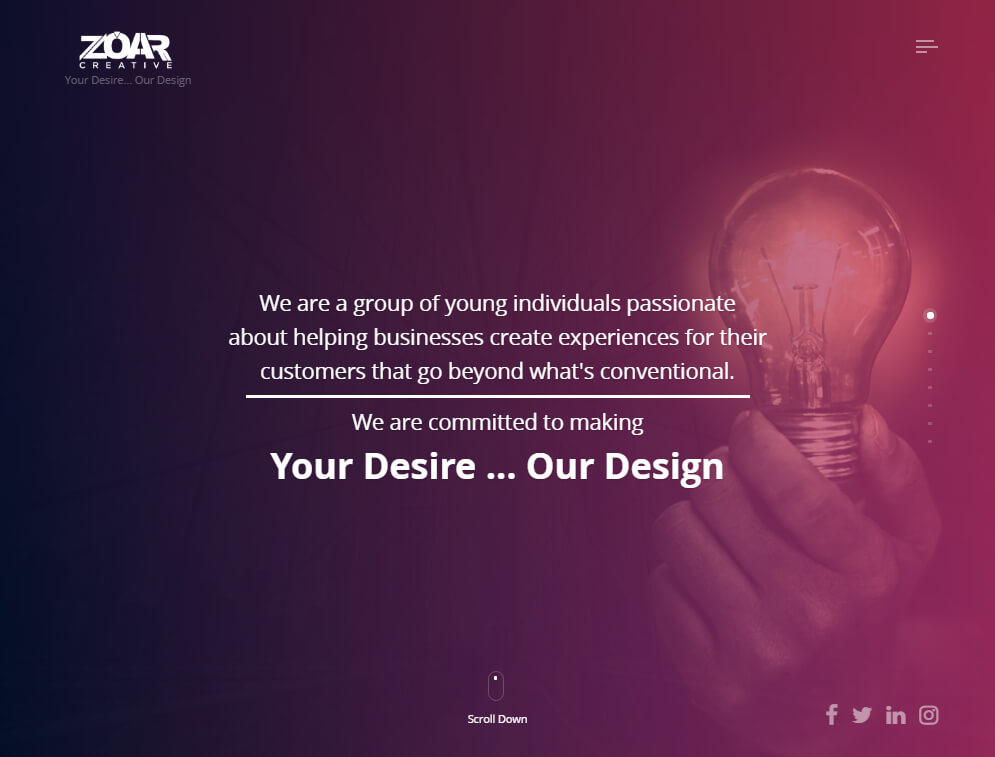 ZOAR
CREATIVE
Your Desire... Our Design
We are a group of young individuals passionate
about helping businesses create experiences for their
customers that go beyond what's conventional.
We are committed to making
Your Desire ... Our Design
Scroll Down